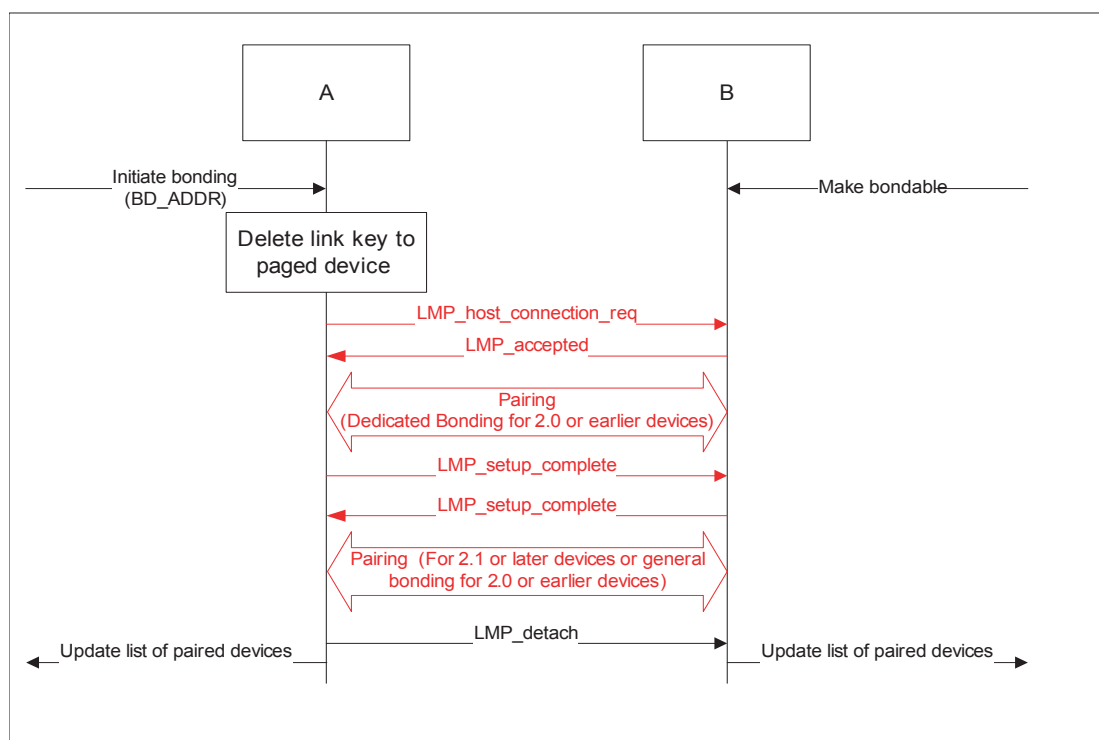 A
B
Initiate bonding
(BD_ADDR)
Make bondable
Delete link key to
paged device
LMP_host_connection_req
LMP_accepted
Pairing
(Dedicated Bonding for 2.0 or earlier devices)
LMP_setup_complete
LMP_setup_complete
Pairing (For 2.1 or later devices or general
bonding for 2.0 or earlier devices)
LMP_detach
Update list of paired devices
Update list of paired devices